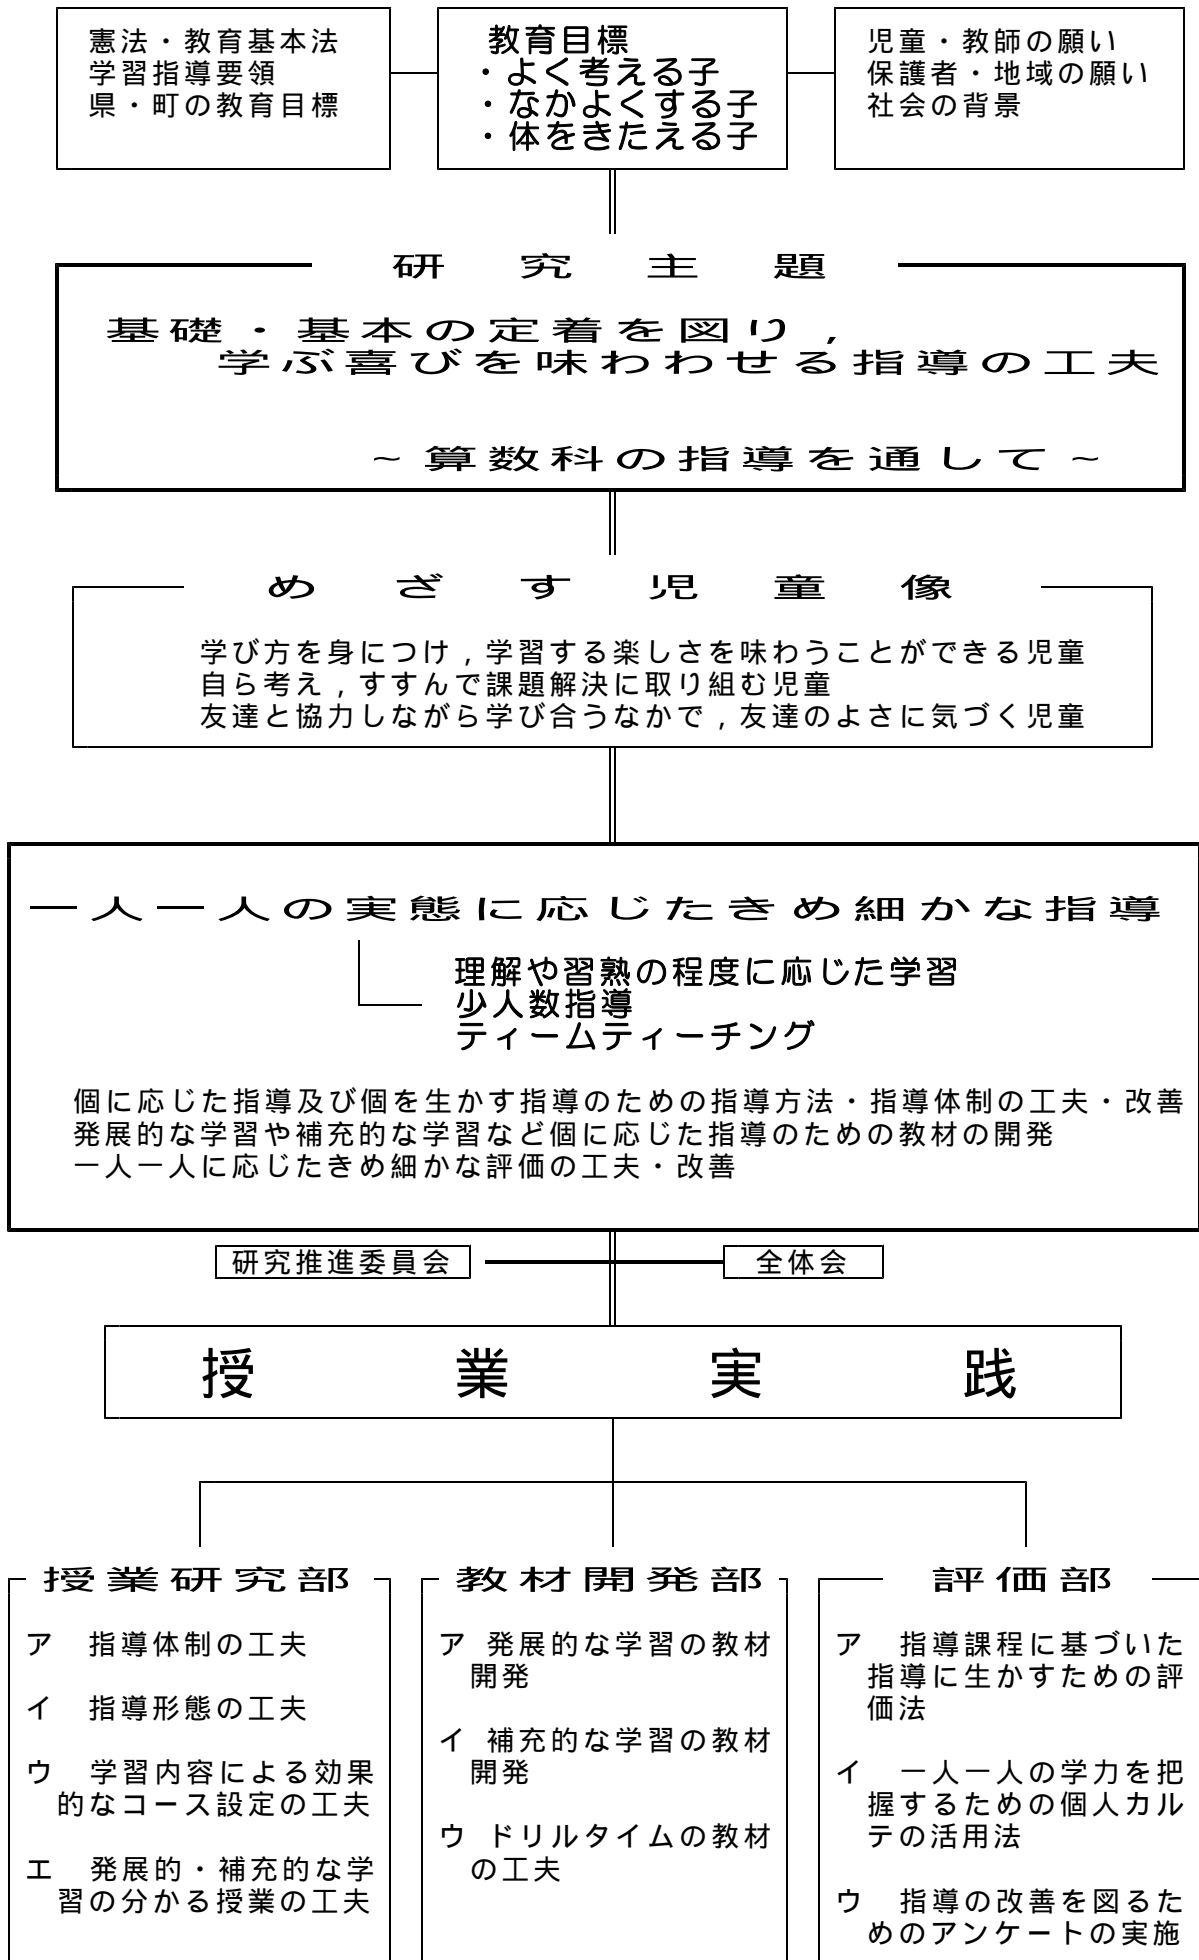 憲法・教育基本法
学習指導要領
県・町の教育目標
教育目標
・よく考える子
・なかよくする子
・体をきたえる子
児童・教師の願い
保護者・地域の願い
社会の背景
研究主題
基礎・基本の定着を図り，
学ぶ喜びを味わわせる指導の工夫
~算数科の指導を通して~
めざす児童像
学び方を身につけ，学習する楽しさを味わうことができる児童
自ら考え，すすんで課題解決に取り組む児童
友達と協力しながら学び合うなかで，友達のよさに気づく児童
一人一人の実態に応じたきめ細かな指導
理解や習熟の程度に応じた学習
少人数指導
ティームティーチング
個に応じた指導及び個を生かす指導のための指導方法・指導体制の工夫・改善
発展的な学習や補充的な学習など個に応じた指導のための教材の開発
一人一人に応じたきめ細かな評価の工夫・改善
研究推進委員会
全体会
授業実践
授業研究部
ア　指導体制の工夫
イ　指導形態の工夫
ウ　学習内容による効果
的なコース設定の工夫
エ　発展的・補充的な学
習の分かる授業の工夫
教材開発部
ア 発展的な学習の教材
開発
イ 補充的な学習の教材
開発
ウ ドリルタイムの教材
の工夫
評価部
ア　指導課程に基づいた
指導に生かすための評
価法
イ　一人一人の学力を把
握するための個人カル
テの活用法
ウ　指導の改善を図るた
めのアンケートの実施